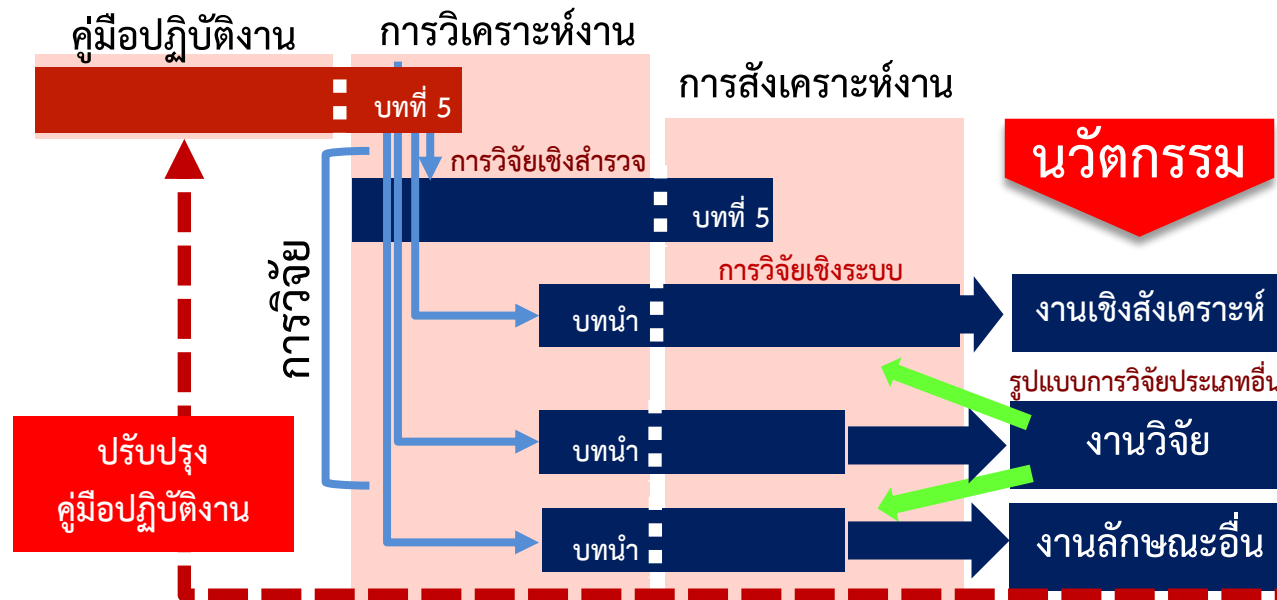 คู่มือปฏิบัติงาน
การวิเคราะห์งาน
การสังเคราะห์งาน
บทที่ 5
นวัตกรรม
การวิจัยเชิงสำรวจ
บทที่ 5
การวิจัย
การวิจัยเชิงระบบ
บทนำ
งานเชิงสังเคราะห์
รูปแบบการวิจัยประเภทอื่น
บทนำ
งานวิจัย
ปรับปรุง
คู่มือปฏิบัติงาน
บทนำ
งานลักษณะอื่น